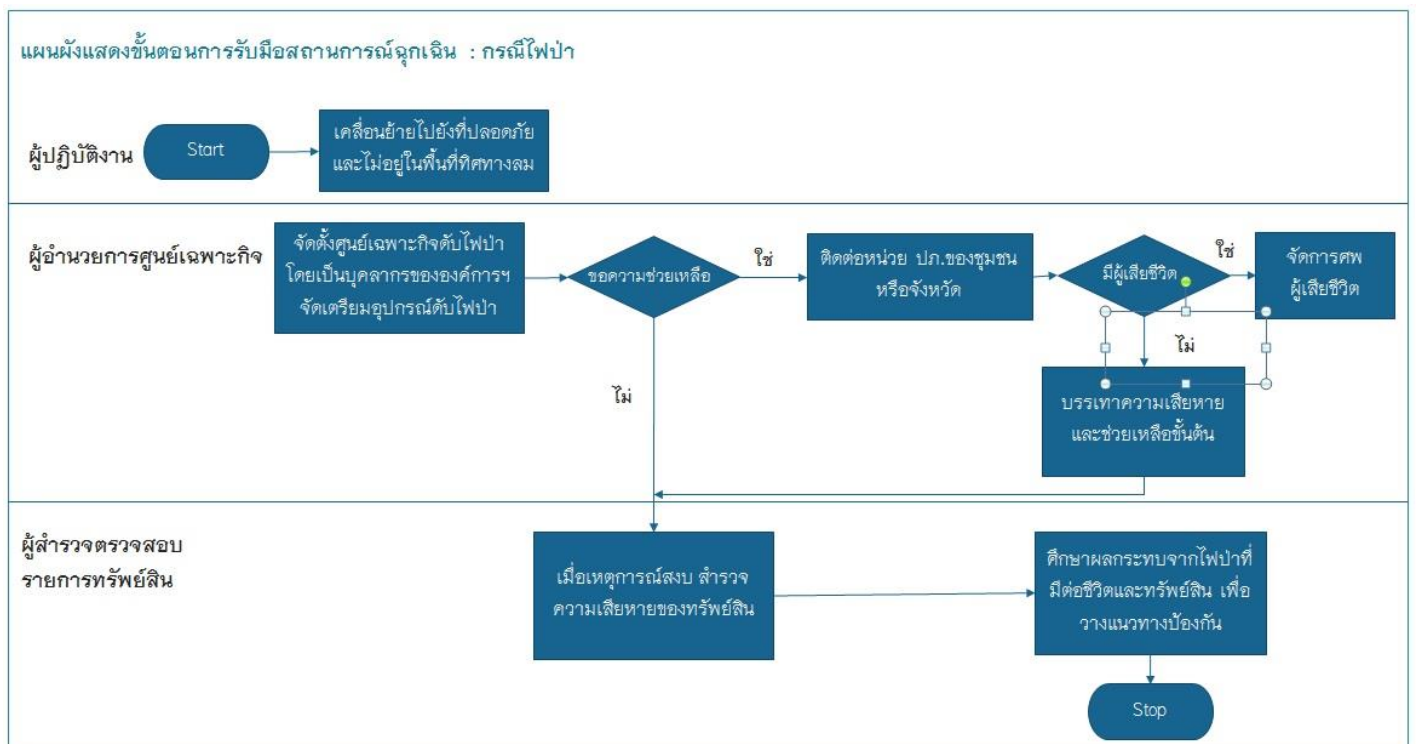 แผนผังแสดงขั้นตอนการรับมือสถานการณ์ฉุกเฉิน : กรณีไฟป่า
ผู้ปฏิบัติงาน
Start
เคลื่อนย้ายไปยังที่ปลอดภัย
และไม่อยู่ในพื้นที่ทิศทางลม
ผู้อำนวยการศูนย์เฉพาะกิจ
จัดตั้งศูนย์เฉพาะกิจดับไฟป่า
โดยเป็นบุคลากรขององค์การฯ
จัดเตรียมอุปกรณ์ดับไฟป่า
ขอความช่วยเหลือ
ใช่
ติดต่อหน่วย ปภ.ของชุมชน
หรือจังหวัด
มีผู้เสียชีวิต
ใช่
จัดการศพ
ผู้เสียชีวิต
ไม่
ไม่
บรรเทาความเสียหาย
และช่วยเหลือขั้นต้น
ผู้สำรวจตรวจสอบ
รายการทรัพย์สิน
เมื่อเหตุการณ์สงบ สำรวจ
ความเสียหายของทรัพย์สิน
ศึกษาผลกระทบจากไฟป่าที่
มีต่อชีวิตและทรัพย์สิน เพื่อ
วางแนวทางป้องกัน
Stop